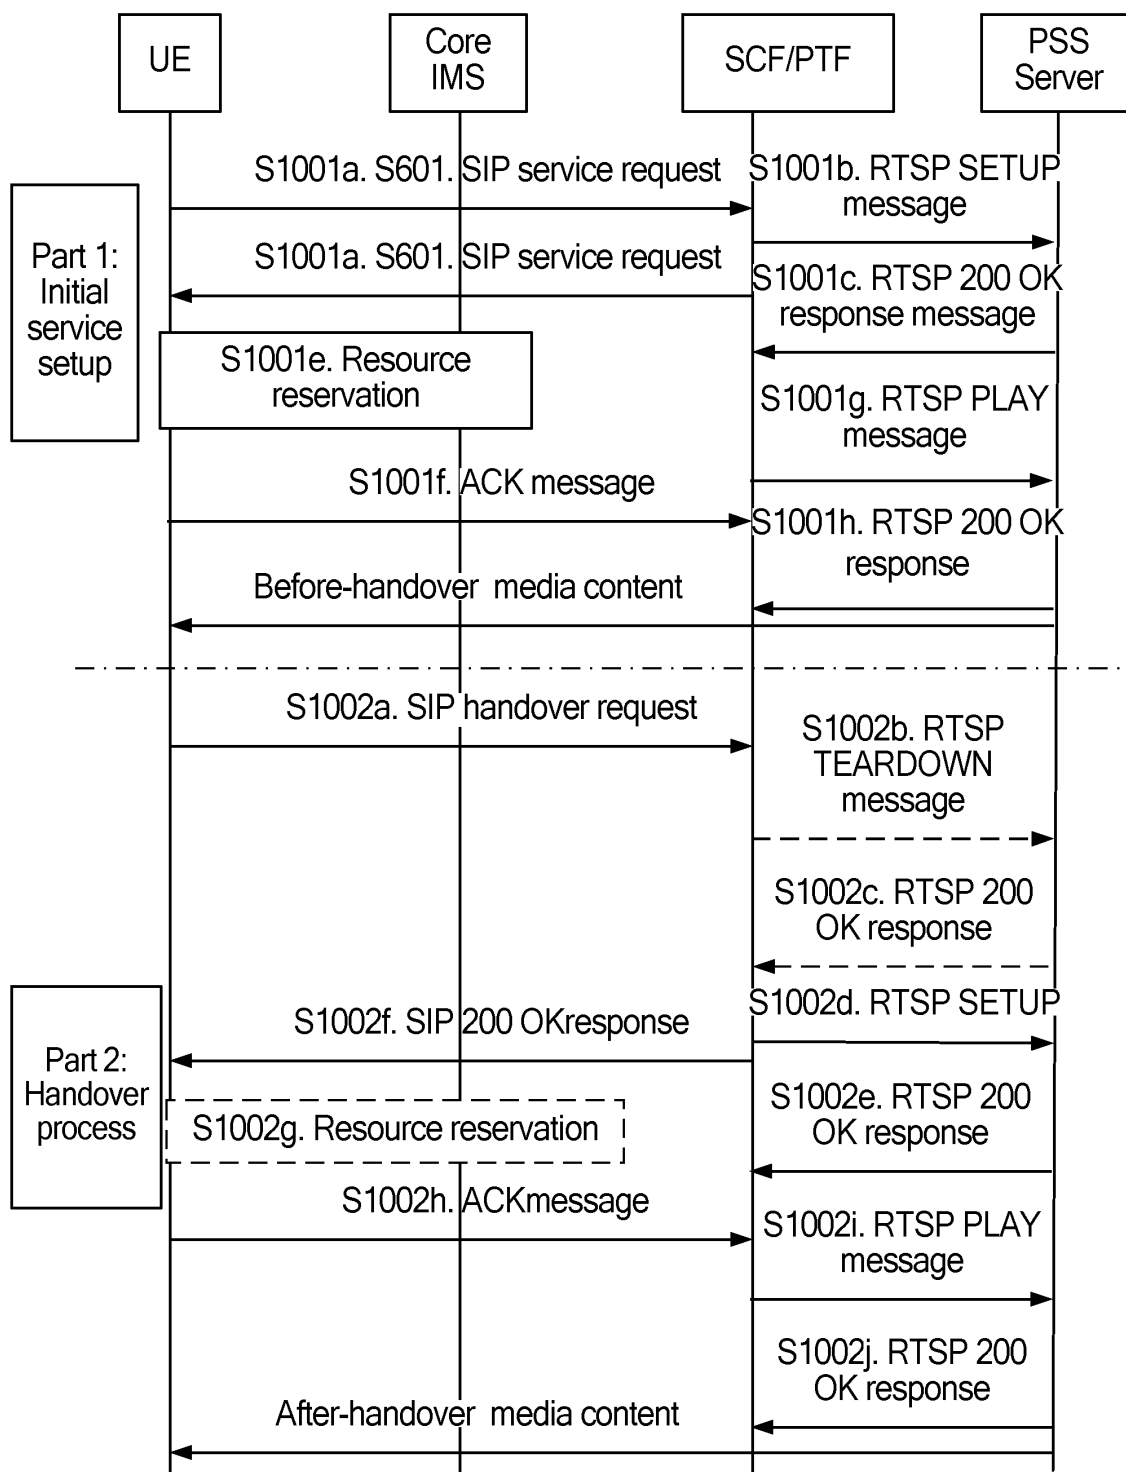 UE
Core
IMS
SCF/PTF
PSS
Server
S1001a. S601. SIP service request
S1001b. RTSP SETUP
message
Part 1:
Initial
service
setup
S1001a. S601. SIP service request
S1001c. RTSP 200 OK
response message
S1001e. Resource
reservation
S1001g. RTSP PLAY
message
S1001f. ACK message
S1001h. RTSP 200 OK
response
Before-handover media content
S1002a. SIP handover request
S1002b. RTSP
TEARDOWN
message
S1002c. RTSP 200
OK response
Part 2:
Handover
process
S1002d. RTSP SETUP
S1002f. SIP 200 OKresponse
S1002e. RTSP 200
OK response
S1002g. Resource reservation
S1002h. ACKmessage
S1002i. RTSP PLAY
message
S1002j. RTSP 200
OK response
After-handover media content